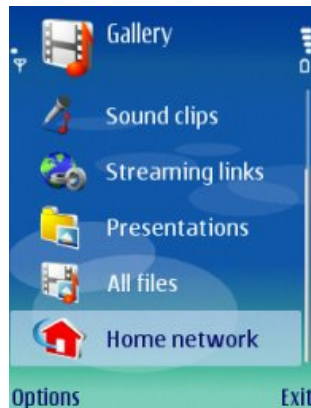 Gallery
Sound clips
Streaming links
Presentations
All files
Home network
Options Exit